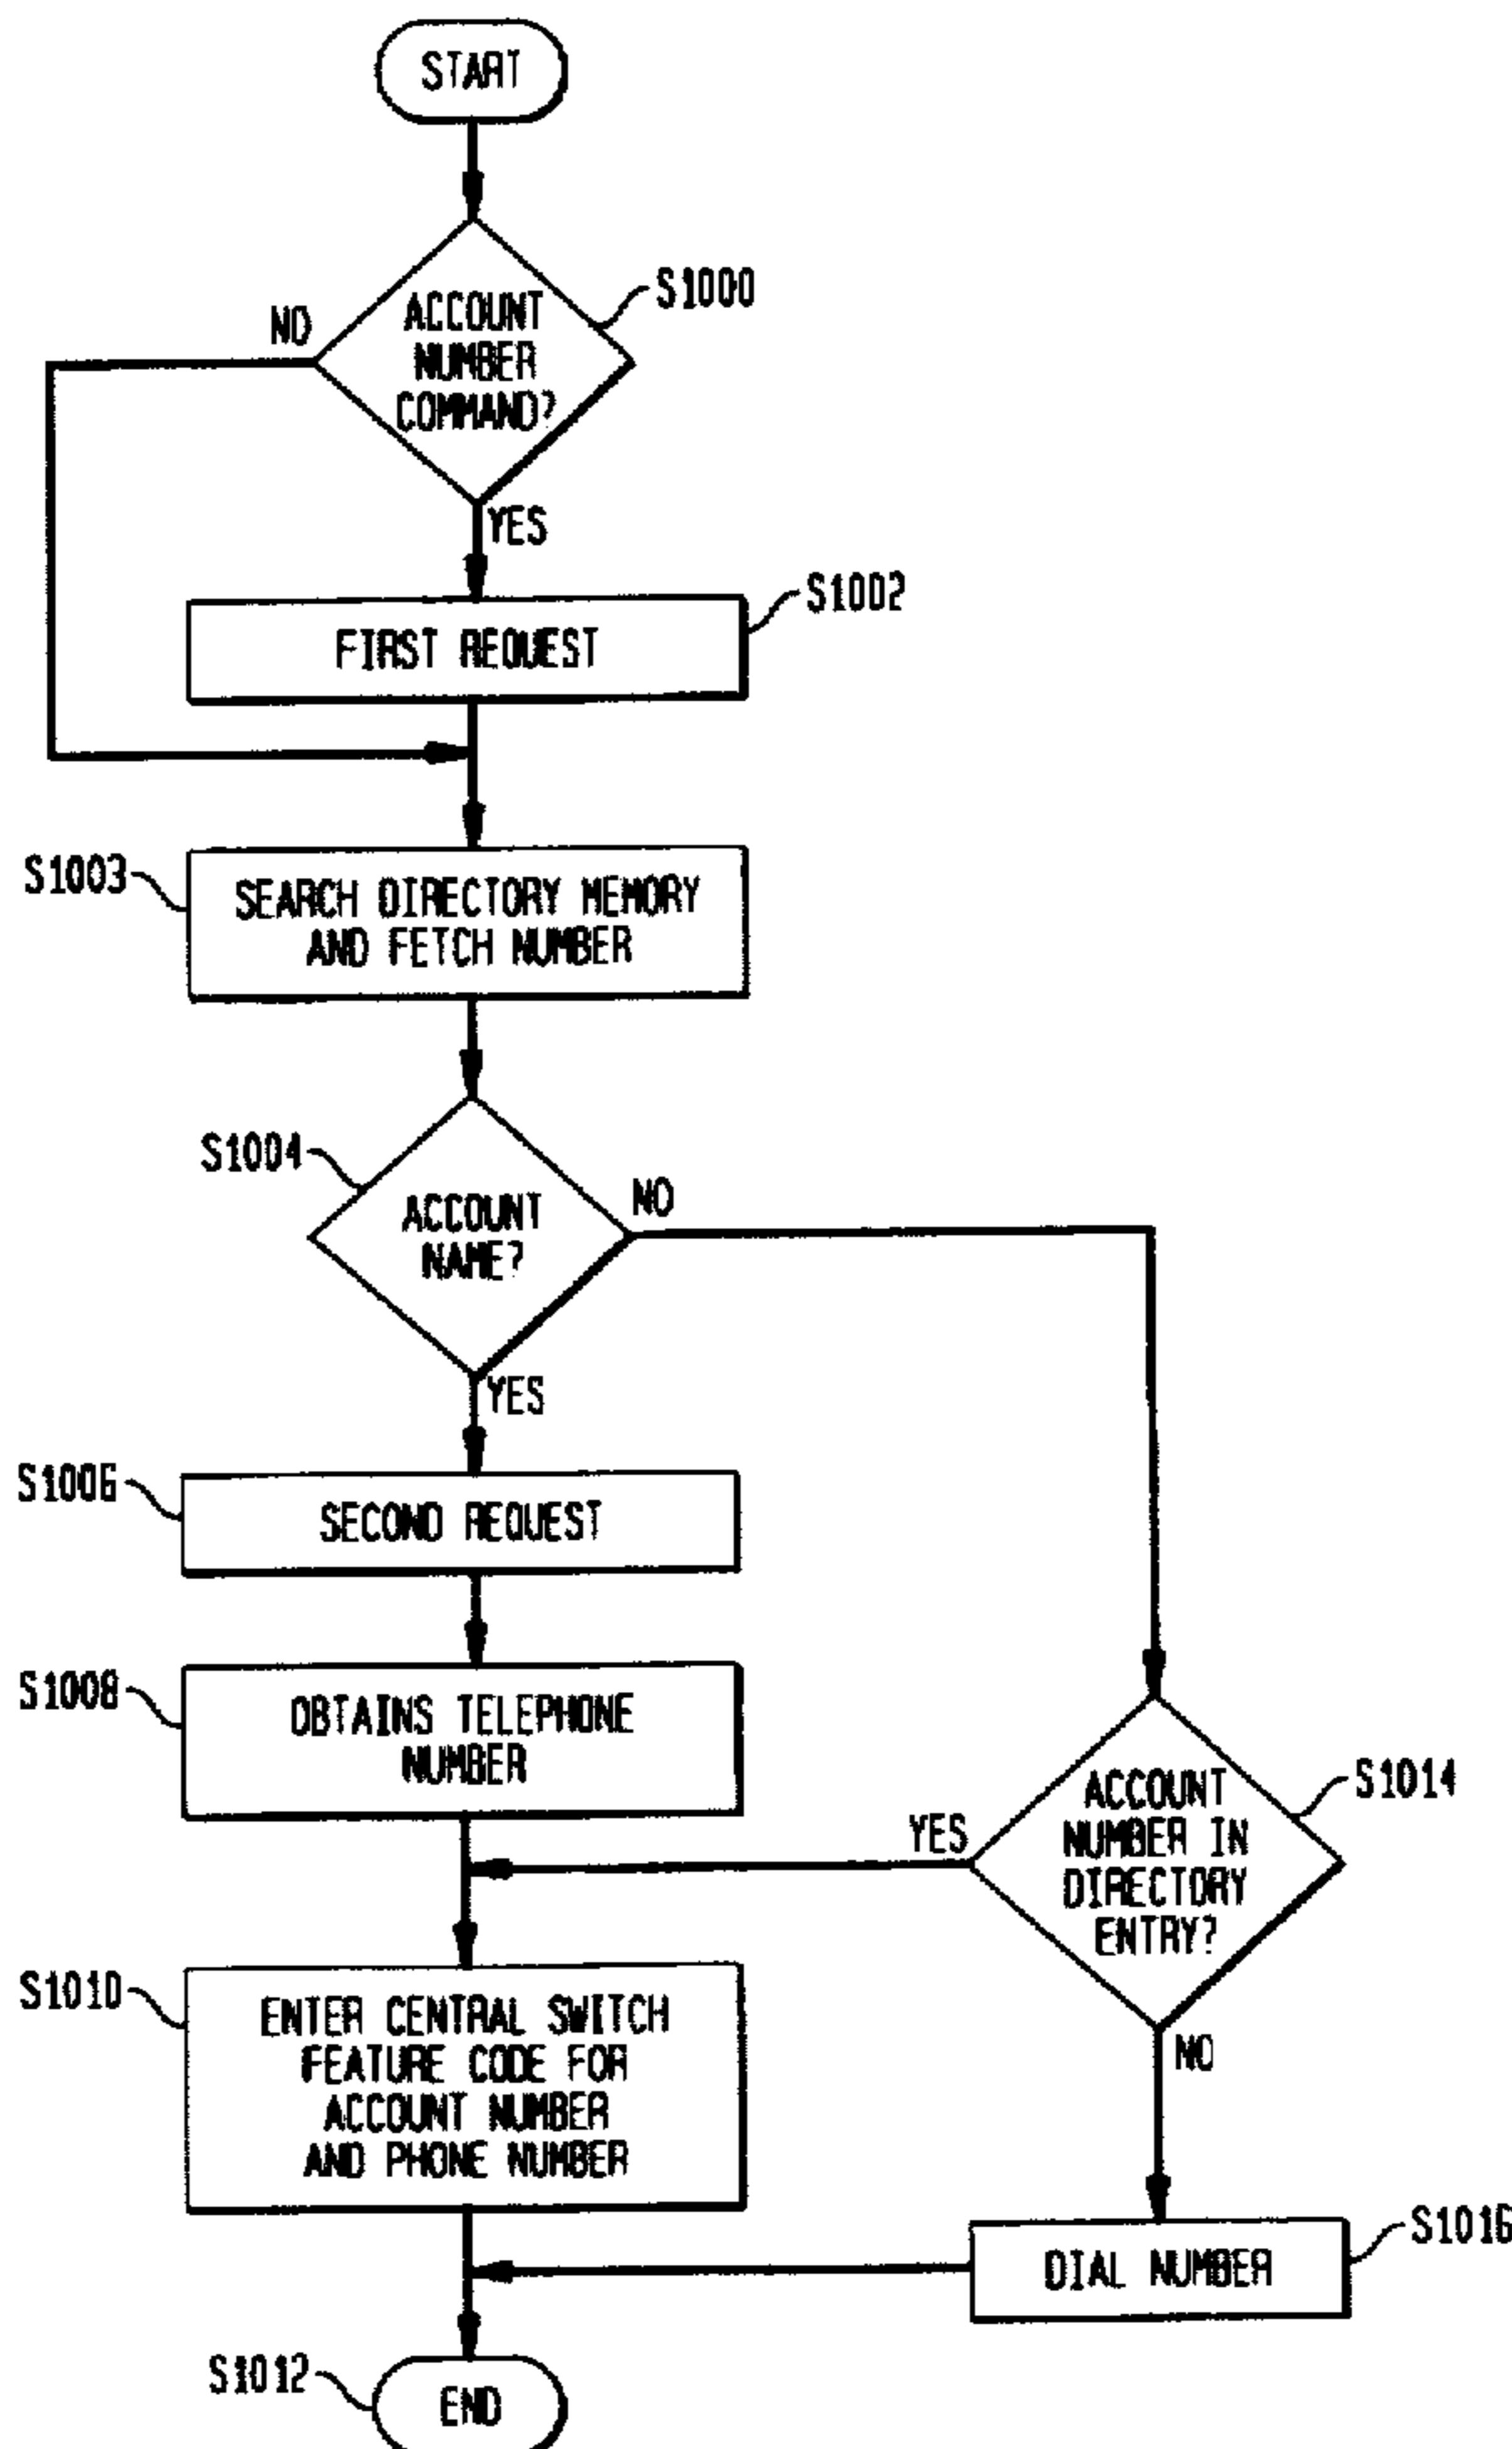 START
S1000
NO
ACCOUNT
NUMBER
COMMAND?
YES
S1002
FIRST REQUEST
S1003
SEARCH DIRECTORY MEMORY
AND FETCH NUMBER
S1004
NO
ACCOUNT
NAME?
YES
S1006
SECOND REQUEST
S1008
OBTAINS TELEPHONE
NUMBER
S1014
YES
ACCOUNT
NUMBER IN
DIRECTORY
ENTRY?
NO
S1010
ENTER CENTRAL SWITCH
FEATURE CODE FOR
ACCOUNT NUMBER
AND PHONE NUMBER
S1016
DIAL NUMBER
S1012
END